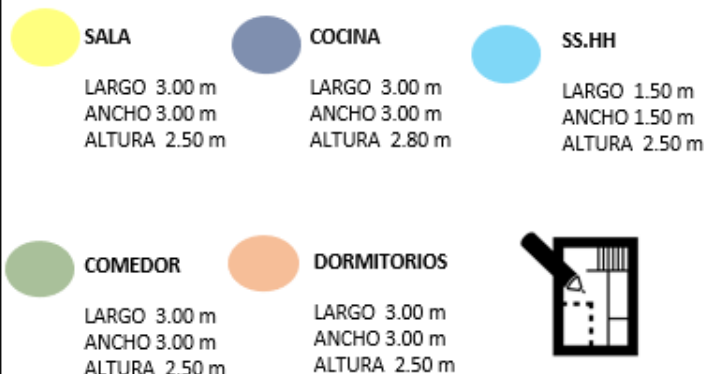 SALA
LARGO 3.00 m
ANCHO 3.00 m
ALTURA 2.50 m
COCINA
LARGO 3.00 m
ANCHO 3.00 m
ALTURA 2.80 m
SS.HH
LARGO 1.50 m
ANCHO 1.50 m
ALTURA 2.50 m
COMEDOR
LARGO 3.00 m
ANCHO 3.00 m
ALTURA 2.50 m
DORMITORIOS
LARGO 3.00 m
ANCHO 3.00 m
ALTURA 2.50 m